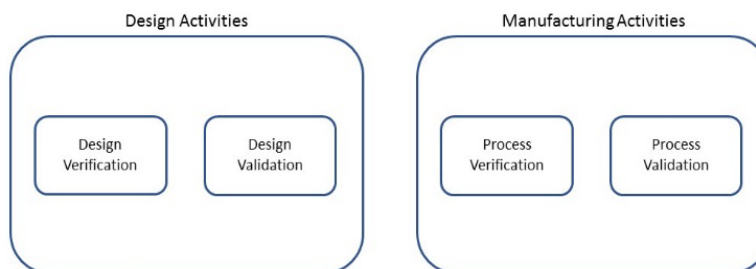 Design Activities
Manufacturing Activities
Design
Verification
Design
Validation
Process
Verification
Process
Validation